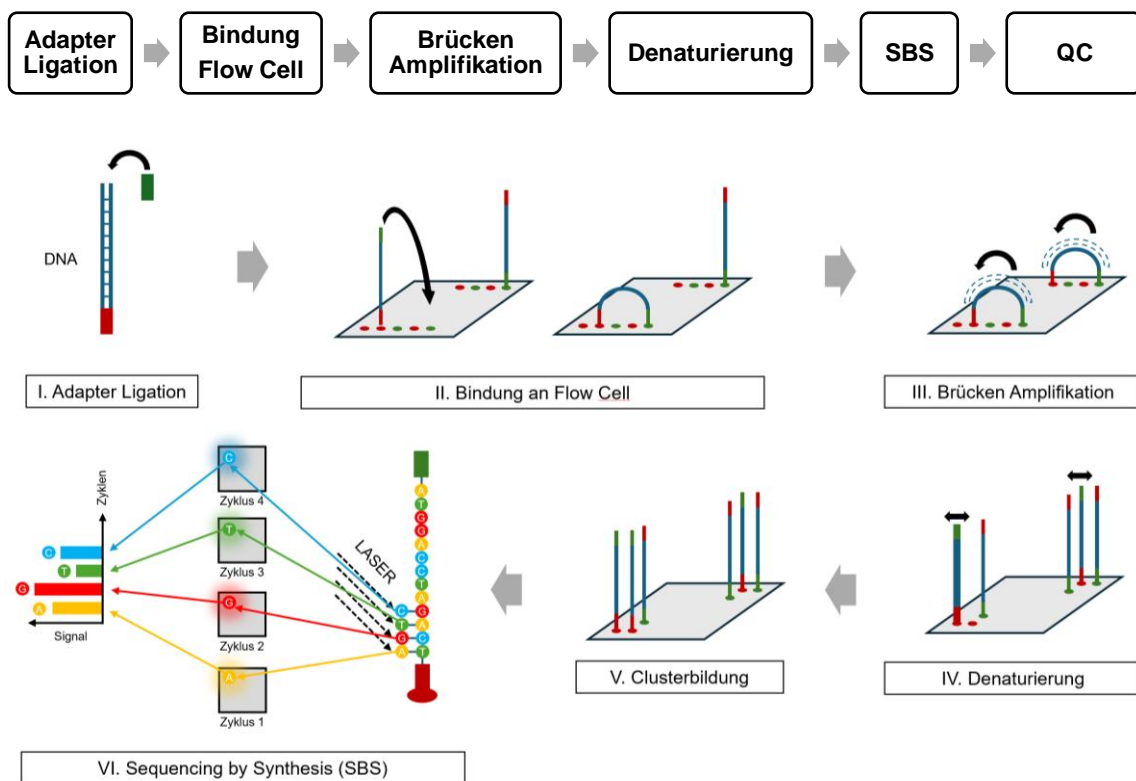 Adapter
Ligation
Bindung
Flow Cell
Brücken
Amplifikation
Denaturierung
SBS
QC
DNA
I. Adapter Ligation
II. Bindung an Flow Cell
III. Brücken Amplifikation
Zyklen
C
T
G
A
Signal
C
Zyklus 4
T
Zyklus 3
G
Zyklus 2
A
Zyklus 1
LASER
A
T
G
G
A
C
C
T
A
C G
T A
G C
A T
VI. Sequencing by Synthesis (SBS)
V. Clusterbildung
IV. Denaturierung